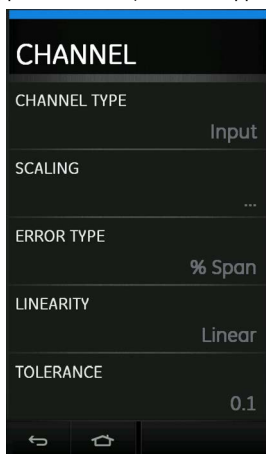 CHANNEL
CHANNEL TYPE
Input
SCALING
...
ERROR TYPE
% Span
LINEARITY
Linear
TOLERANCE
0.1